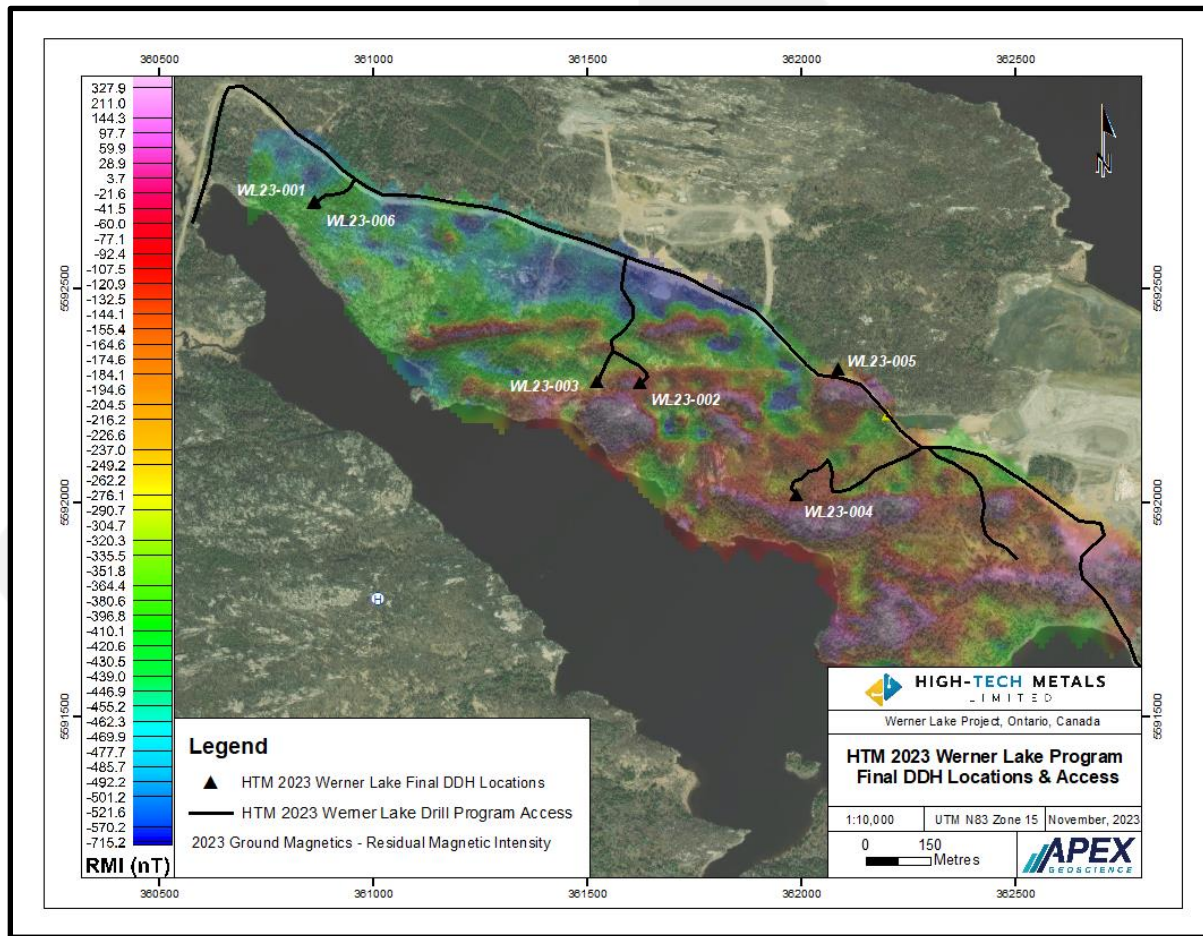 360500 361000 361500 362000 362500
327.9
211.0
144.3
97.7
59.9
28.9
3.7
-21.6
-41.5
-60.0
-77.1
-92.4
-107.5
-120.9
-132.5
-144.1
-155.4
-164.6
-174.6
-184.1
-194.6
-204.5
-216.2
-226.6
-237.0
-249.2
-262.2
-276.1
-290.7
-304.7
-320.3
-335.5
-351.8
-364.4
-380.6
-396.8
-410.1
-420.6
-430.5
-439.0
-446.9
-455.2
-462.3
-469.9
-477.7
-485.7
-492.2
-501.2
-521.6
-570.2
-715.2
RMI (nT)
N
WL23-001
WL23-006
WL23-005
WL23-003
WL23-002
WL23-004
H
5592500
5592000
5591500
5592500
5592000
5591500
Legend
HTM 2023 Werner Lake Final DDH Locations
HTM 2023 Werner Lake Drill Program Access
2023 Ground Magnetics - Residual Magnetic Intensity
HIGH-TECH METALS
LIMITED
Werner Lake Project, Ontario, Canada
HTM 2023 Werner Lake Program
Final DDH Locations & Access
1:10,000 UTM N83 Zone 15 November, 2023
0 150
Metres
APEX
GEOSCIENCE
360500 361000 361500 362000 362500